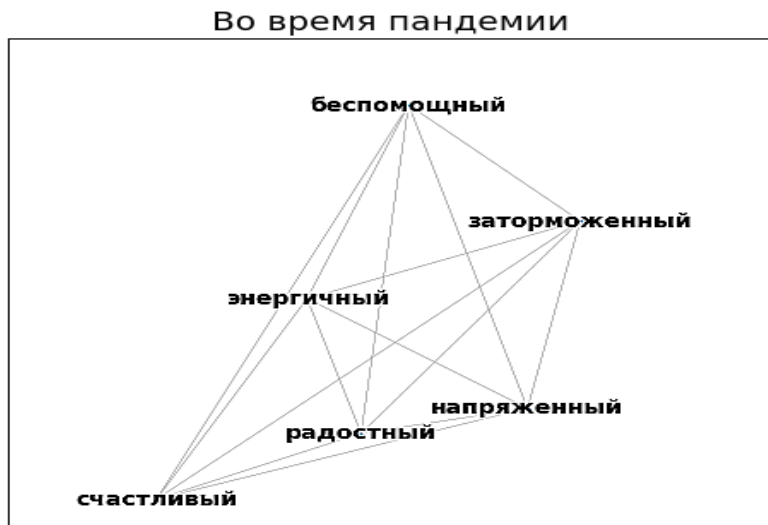 Во время пандемии
беспомощный
заторможенный
энергичный
напряженный
радостный
счастливый